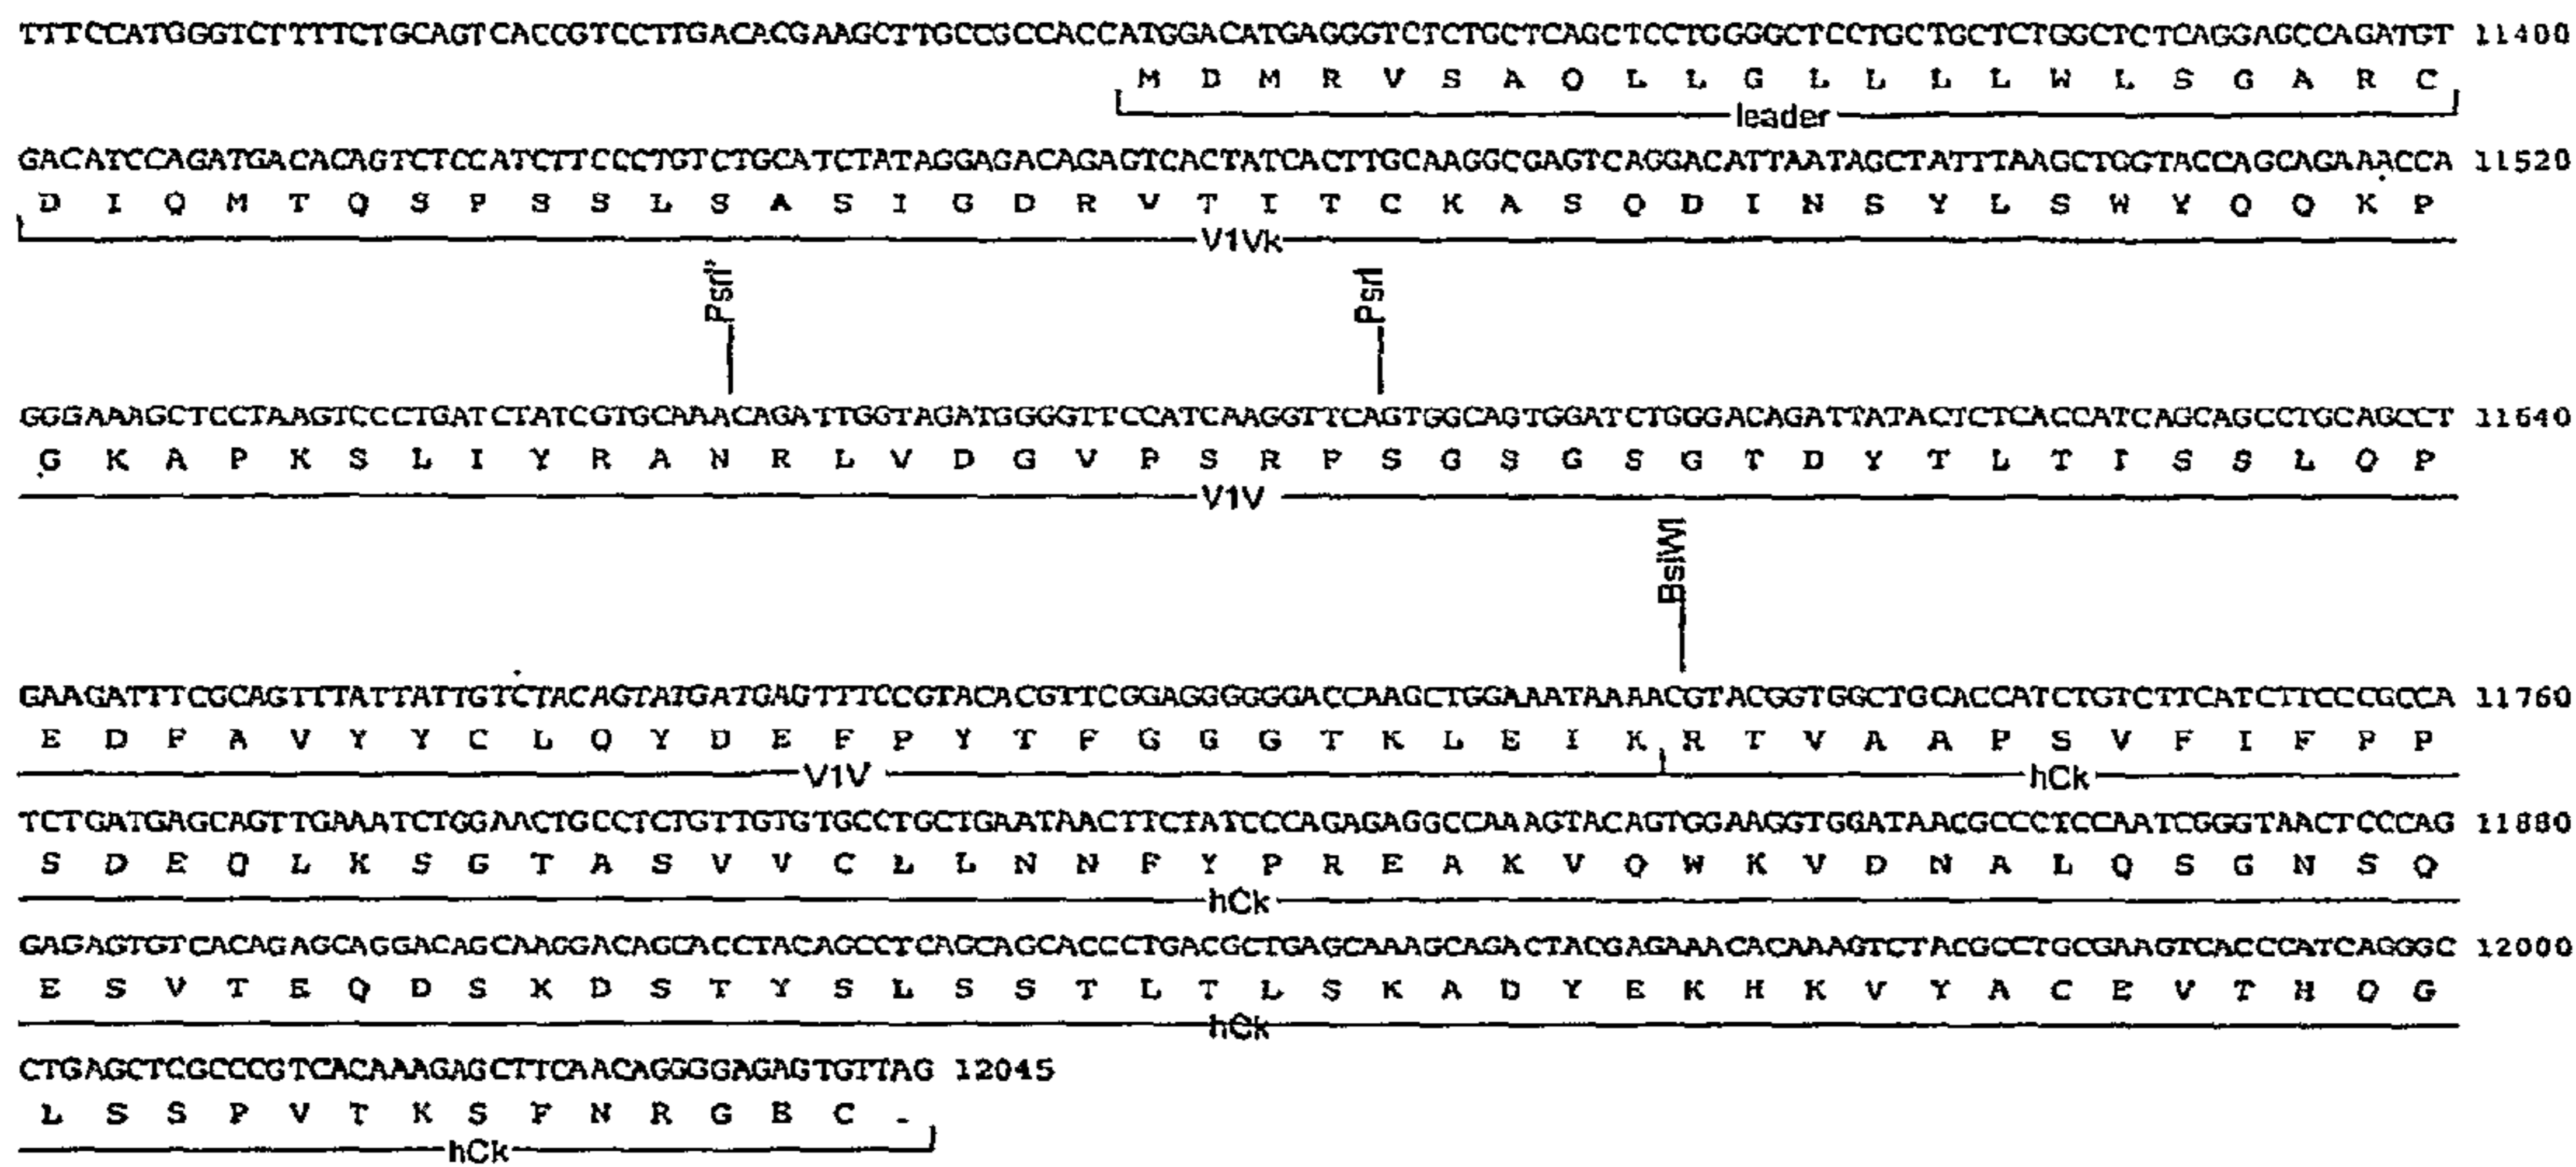 TTTCCATGGGTCTTTTCTGCAGTCACCGTCCTTGACACGAAGCTTGCCGCCACCATGGACATGAGGGTCTCTGCTCAGCTCCTGGGGCTCCTGCTGCTCTGGCTCTCAGGAGCCAGATGT 11400
M D M R V S A Q L L G L L L L W L S G A R C
leader
GACATCCAGATGACACAGTCTCCATCTTCCCTGTCTGCATCTATAGGAGACAGAGTCACTATCACTTGCAAGGCGAGTCAGGACATTAATAGCTATTTAAGCTGGTACCAGCAGAAACCA 11520
D I Q M T Q S P S S L S A S I G D R V T I T C K A S Q D I N S Y L S W Y Q Q K P
V1Vk
PsrI' PsrI
GGGAAAGCTCCTAAGTCCCTGATCTATCGTGCAAACAGATTGGTAGATGGGGTTCCATCAAGGTTCAGTGGCAGTGGATCTGGGACAGATTATACTCTCACCATCAGCAGCCTGCAGCCT 11640
G K A P K S L I Y R A N R L V D G V P S R P S G S G S G T D Y T L T I S S L Q P
V1V
BsiWI
GAAGATTTCGCAGTTTATTATTGTCTACAGTATGATGAGTTTCCGTACACGTTCGGAGGGGGGACCAAGCTGGAAATAAAACGTACGGTGGCTGCACCATCTGTCTTCATCTTCCCGCCA 11760
E D F A V Y Y C L Q Y D E F P Y T F G G G T K L E I K R T V A A P S V F I F P P
V1V hCk
TCTGATGAGCAGTTGAAATCTGGAACTGCCTCTGTTGTGTGCCTGCTGAATAACTTCTATCCCAGAGAGGCCAAAGTACAGTGGAAGGTGGATAACGCCCTCCAATCGGGTAACTCCCAG 11880
S D E Q L K S G T A S V V C L L N N F Y P R E A K V Q W K V D N A L Q S G N S Q
hCk
GAGAGTGTCACAGAGCAGGACAGCAAGGACAGCACCTACAGCCTCAGCAGCACCCTGACGCTGAGCAAAGCAGACTACGAGAAACACAAAGTCTACGCCTGCGAAGTCACCCATCAGGGC 12000
E S V T E Q D S K D S T Y S L S S T L T L S K A D Y E K H K V Y A C E V T H Q G
hCk
CTGAGCTCGCCCGTCACAAAGAGCTTCAACAGGGGAGAGTGTTAG 12045
L S S P V T K S F N R G E C -
hCk